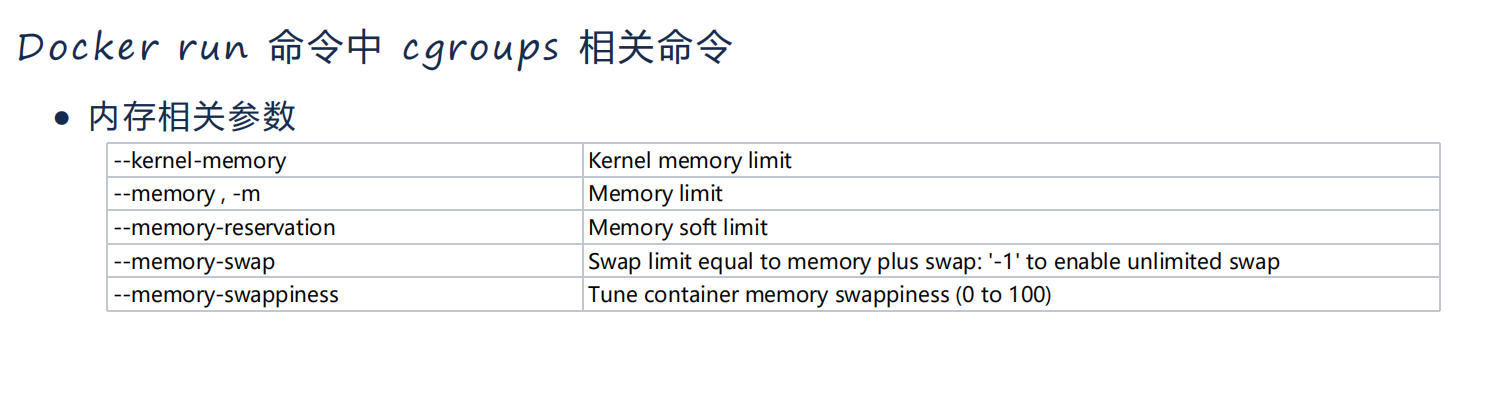 Docker run 命令中 cgroups 相关命令
● 内存相关参数
--kernel-memory Kernel memory limit
--memory , -m Memory limit
--memory-reservation Memory soft limit
--memory-swap Swap limit equal to memory plus swap: '-1' to enable unlimited swap
--memory-swappiness Tune container memory swappiness (0 to 100)